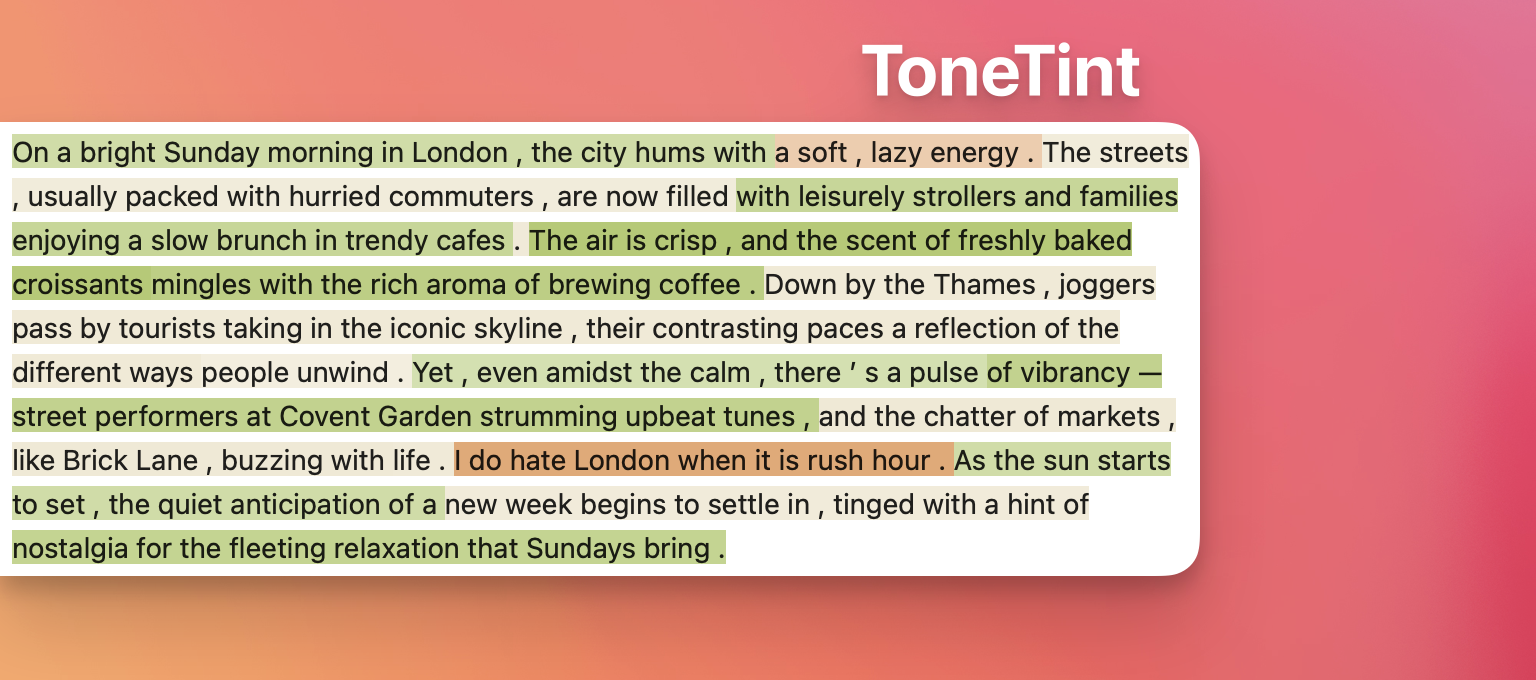 ToneTint
On a bright Sunday morning in London , the city hums with a soft , lazy energy . The streets
, usually packed with hurried commuters , are now filled with leisurely strollers and families
enjoying a slow brunch in trendy cafes . The air is crisp , and the scent of freshly baked
croissants mingles with the rich aroma of brewing coffee . Down by the Thames , joggers
pass by tourists taking in the iconic skyline , their contrasting paces a reflection of the
different ways people unwind . Yet , even amidst the calm , there ’ s a pulse of vibrancy —
street performers at Covent Garden strumming upbeat tunes , and the chatter of markets ,
like Brick Lane , buzzing with life . I do hate London when it is rush hour . As the sun starts
to set , the quiet anticipation of a new week begins to settle in , tinged with a hint of
nostalgia for the fleeting relaxation that Sundays bring .